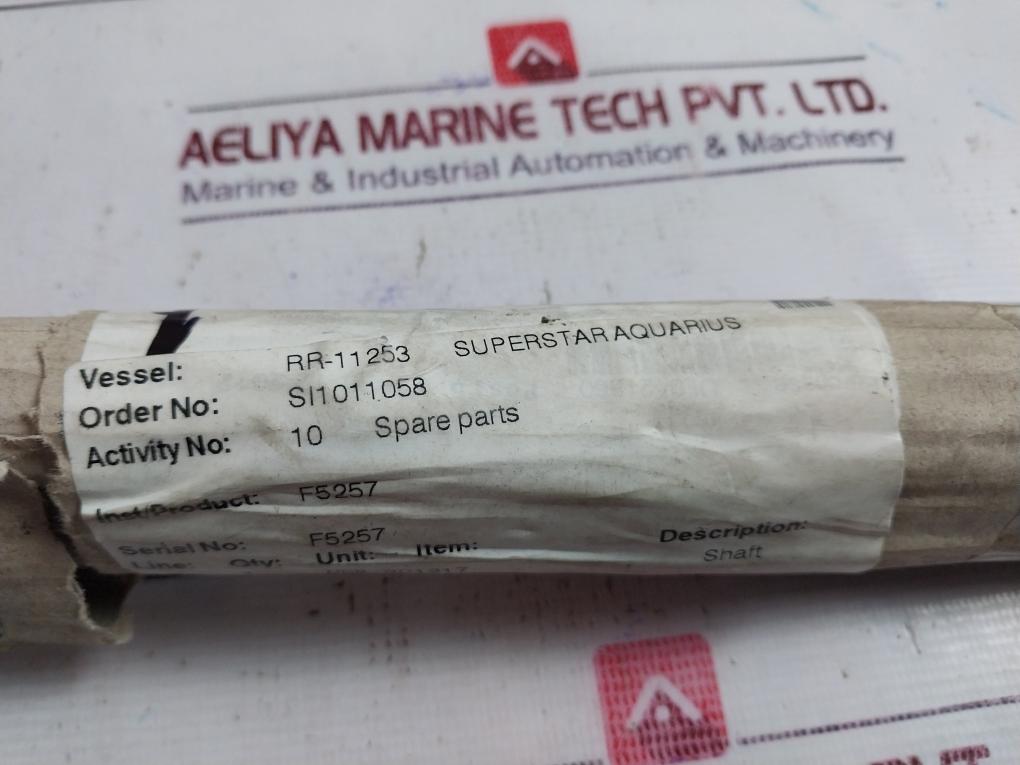 AELIYA MARINE TECH PVT. LTD.
Marine & Industrial Automation & Machinery
Vessel: RR-11253 SUPERSTAR AQUARIUS
Order No: SI1011058
Activity No: 10 Spare parts
Inst/Product: F5257
Serial No: F5257
Line: Qty: Unit: Item: Description:
Shaft